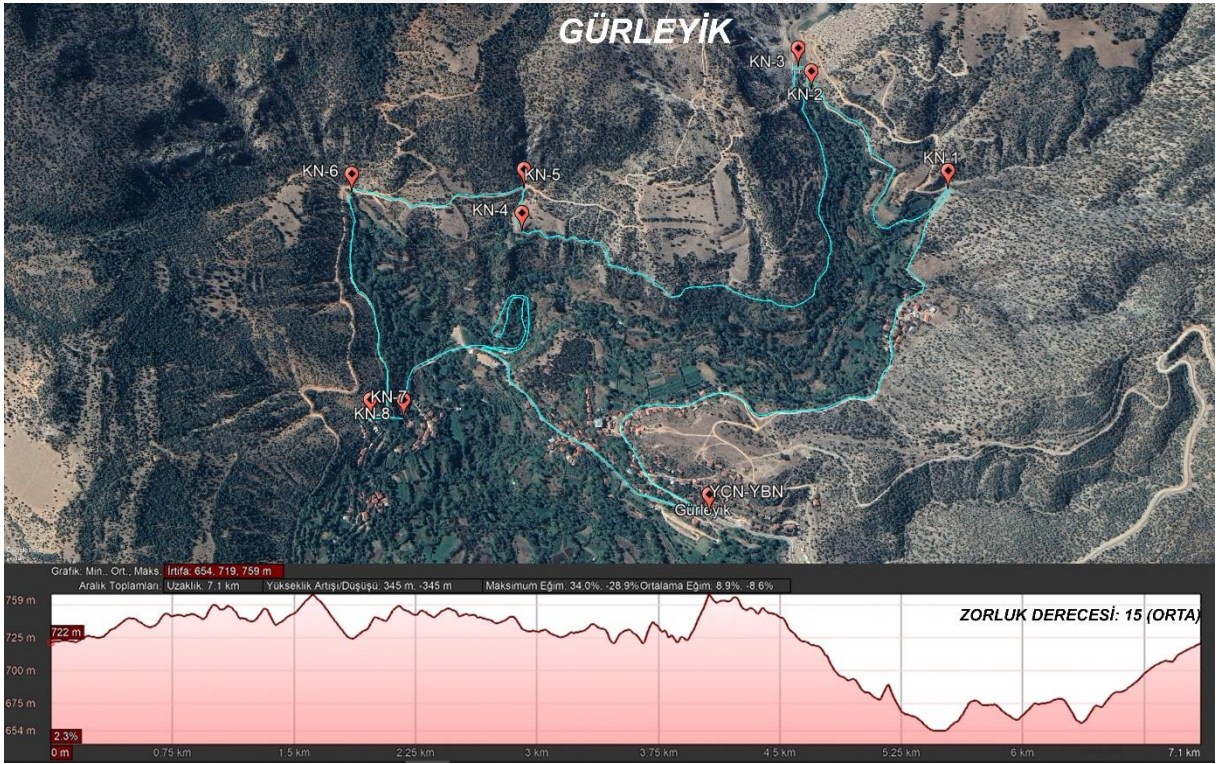 GÜRLEYİK
KN-3
KN-2
KN-1
KN-6
KN-5
KN-4
KN-7
KN-8
YÇN-YBN
Gürleyik
Grafik: Min., Ort., Maks. İrtifa: 654, 719, 759 m
Aralık Toplamları: Uzaklık: 7.1 km Yükseklik Artışı/Düşüşü: 345 m, -345 m Maksimum Eğim: 34.0%, -28.9% Ortalama Eğim: 8.9%, -8.6%
759 m
ZORLUK DERECESİ: 15 (ORTA)
722 m
725 m
700 m
675 m
654 m
2.3%
0 m 0.75 km 1.5 km 2.25 km 3 km 3.75 km 4.5 km 5.25 km 6 km 7.1 km